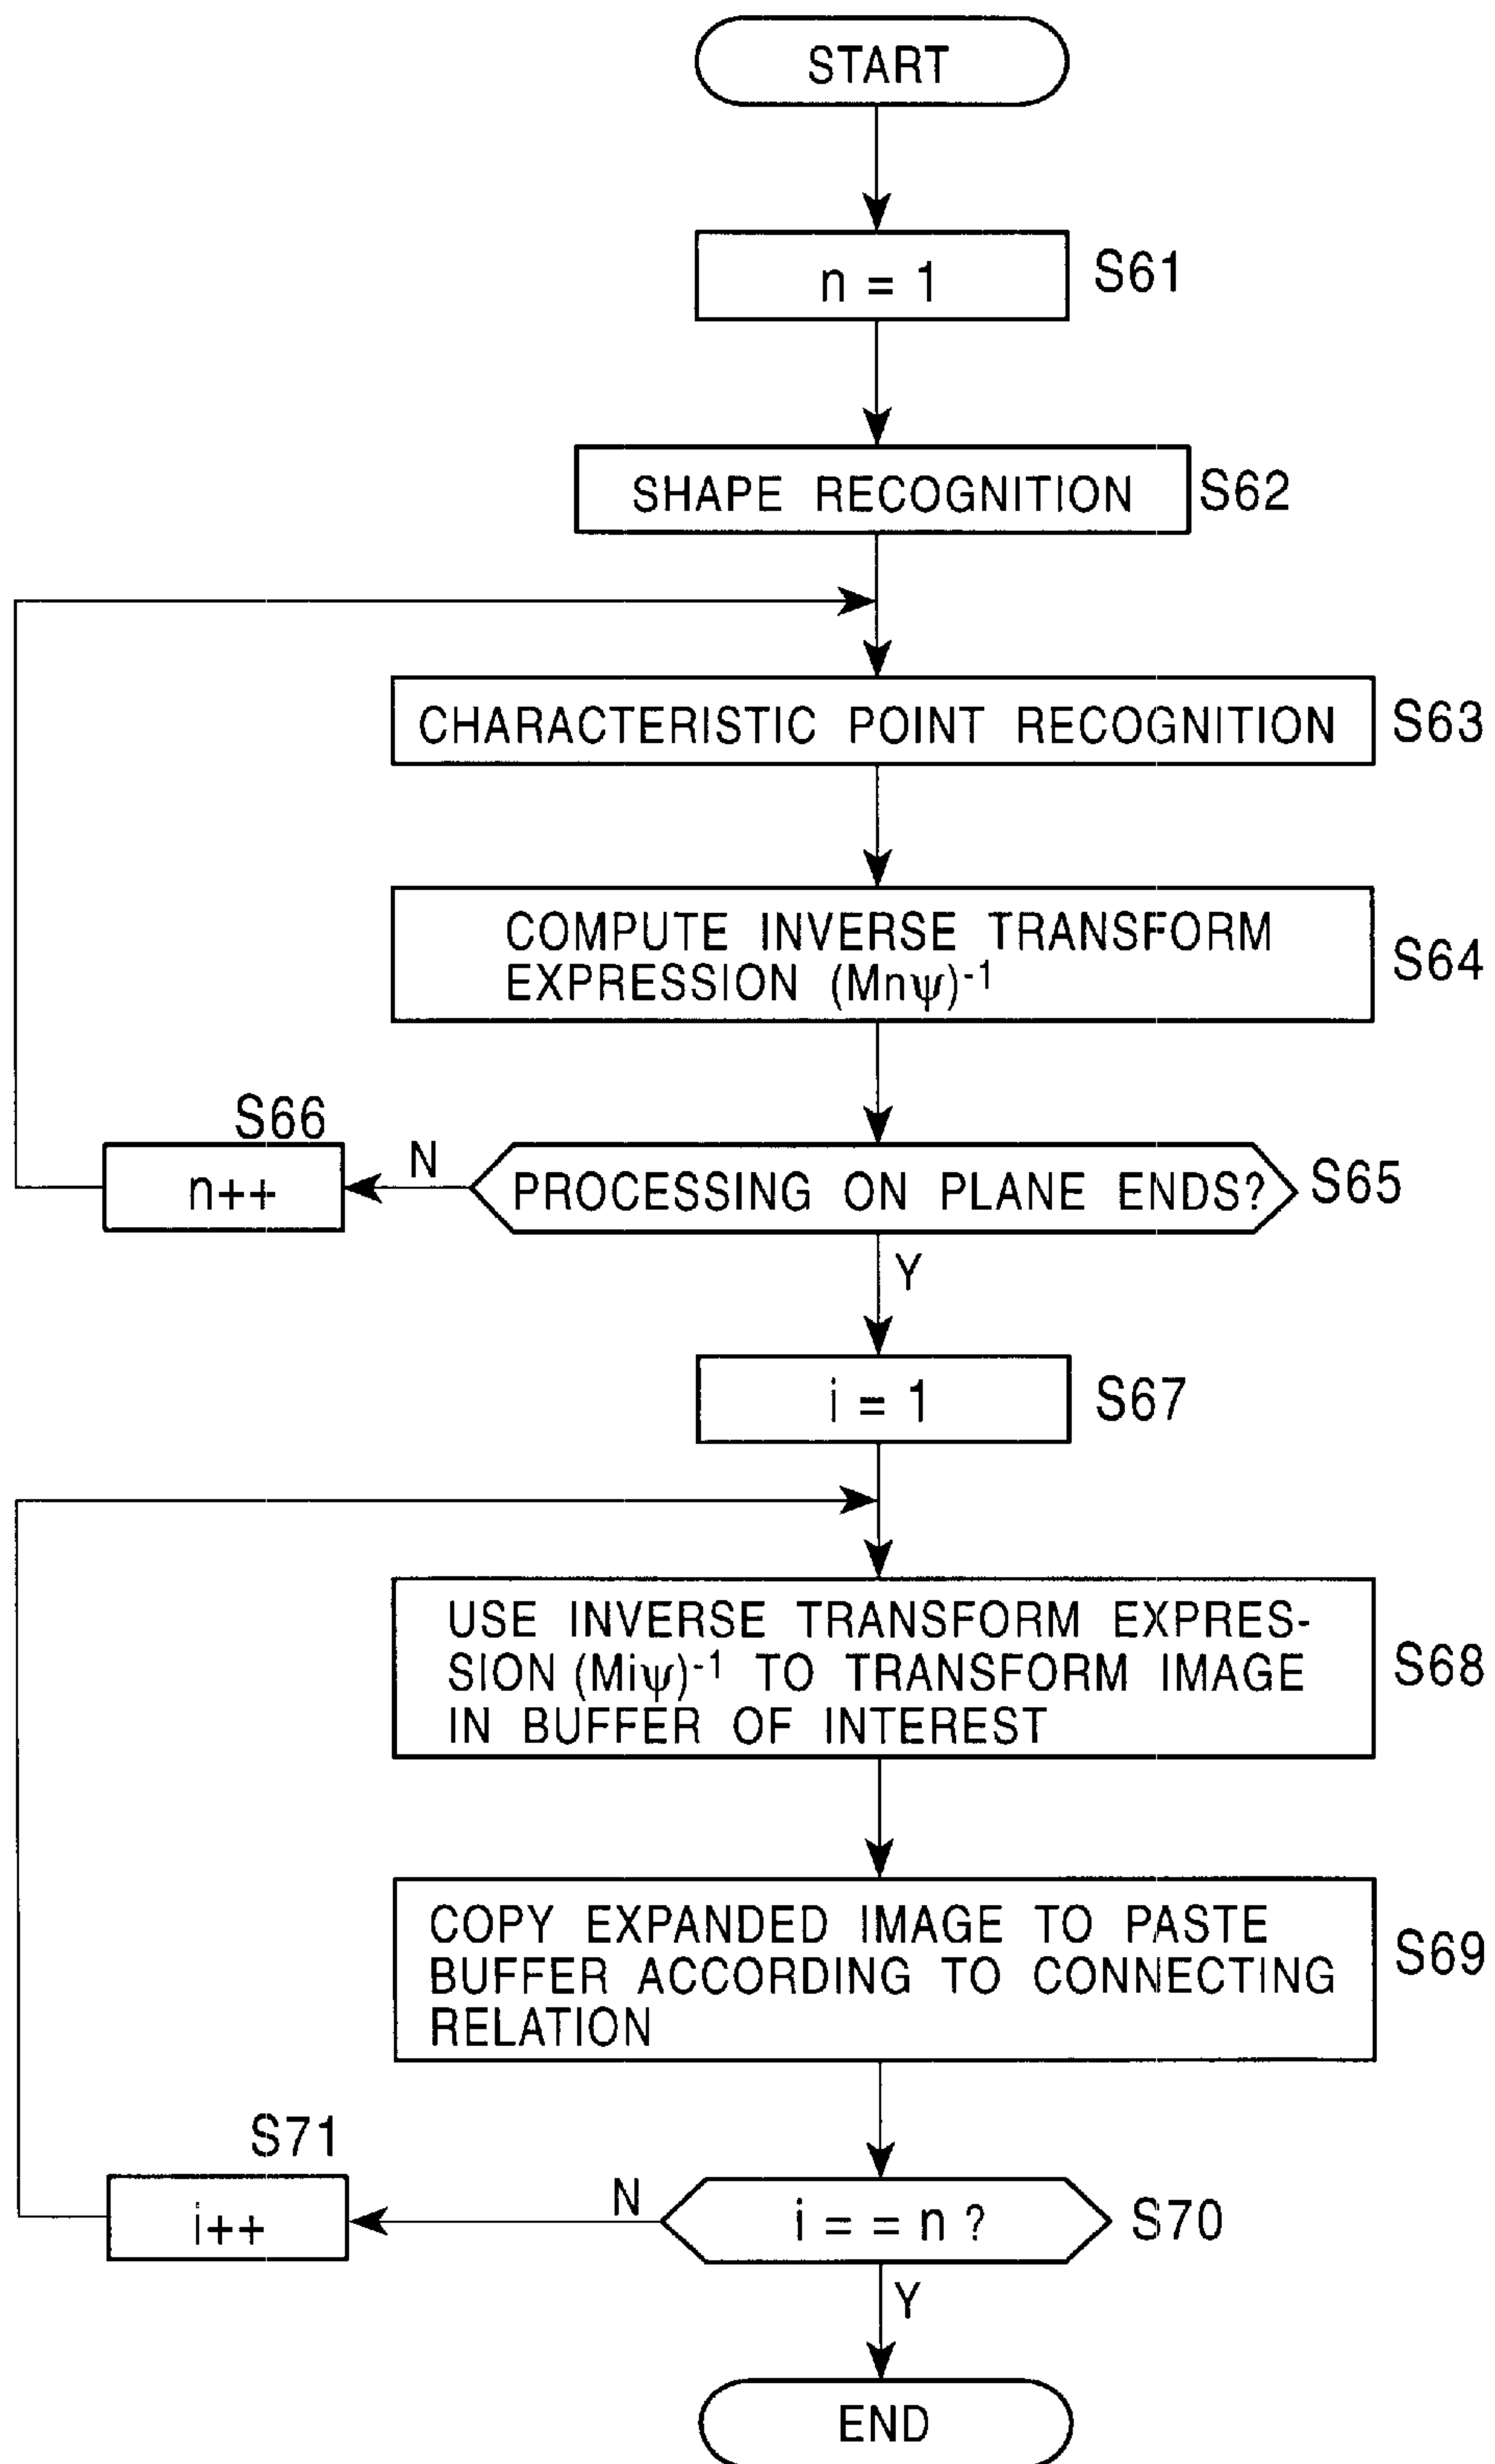 START
n = 1
S61
SHAPE RECOGNITION
S62
CHARACTERISTIC POINT RECOGNITION
S63
COMPUTE INVERSE TRANSFORM
EXPRESSION (Mnψ)⁻¹
S64
S66
n++
N
PROCESSING ON PLANE ENDS?
S65
Y
i = 1
S67
USE INVERSE TRANSFORM EXPRES-
SION (Miψ)⁻¹ TO TRANSFORM IMAGE
IN BUFFER OF INTEREST
S68
COPY EXPANDED IMAGE TO PASTE
BUFFER ACCORDING TO CONNECTING
RELATION
S69
S71
i++
N
i = = n ?
S70
Y
END